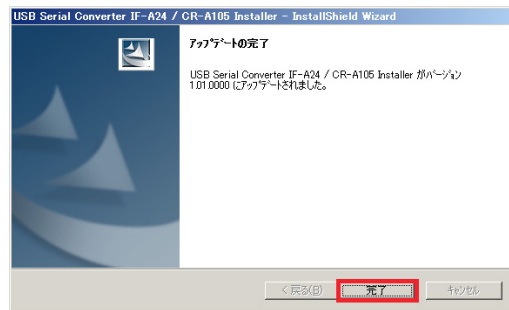 USB Serial Converter IF-A24 / CR-A105 Installer - InstallShield Wizard
ｱｯﾌﾟﾃﾞｰﾄの完了
USB Serial Converter IF-A24 / CR-A105 Installer がﾊﾞｰｼﾞｮﾝ
1.01.0000 にｱｯﾌﾟﾃﾞｰﾄされました。
< 戻る(B)
完了
ｷｬﾝｾﾙ